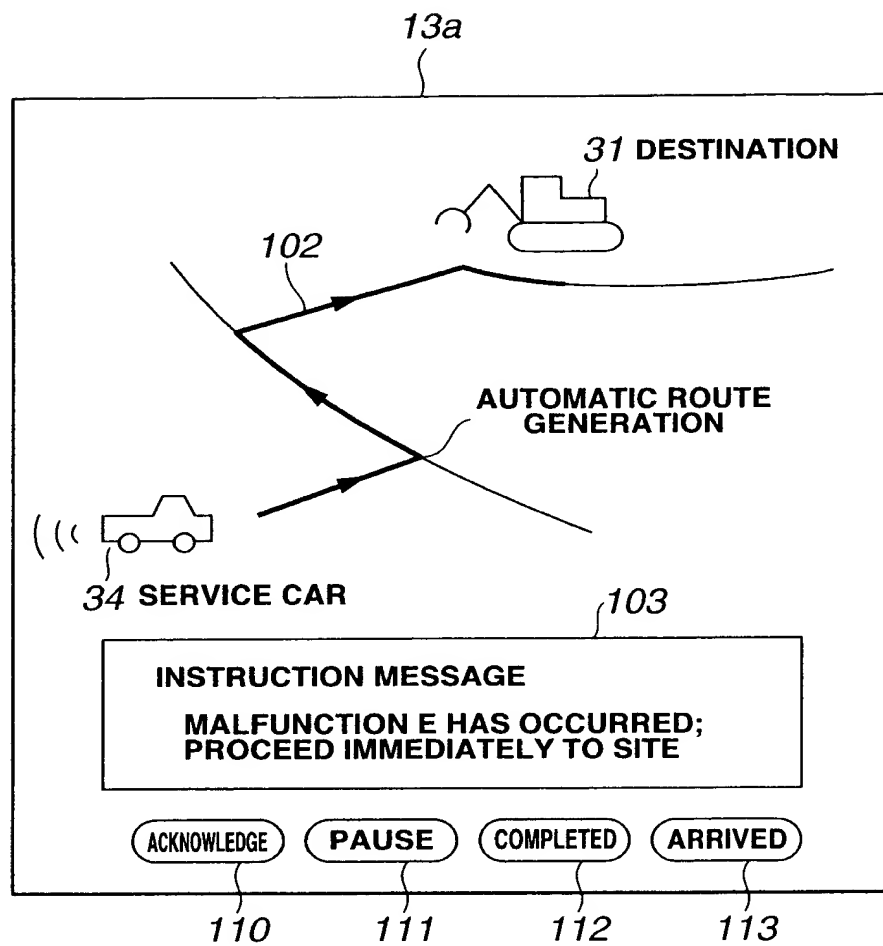 13a
31 DESTINATION
102
AUTOMATIC ROUTE
GENERATION
34 SERVICE CAR
103
INSTRUCTION MESSAGE
MALFUNCTION E HAS OCCURRED;
PROCEED IMMEDIATELY TO SITE
ACKNOWLEDGE PAUSE COMPLETED ARRIVED
110 111 112 113